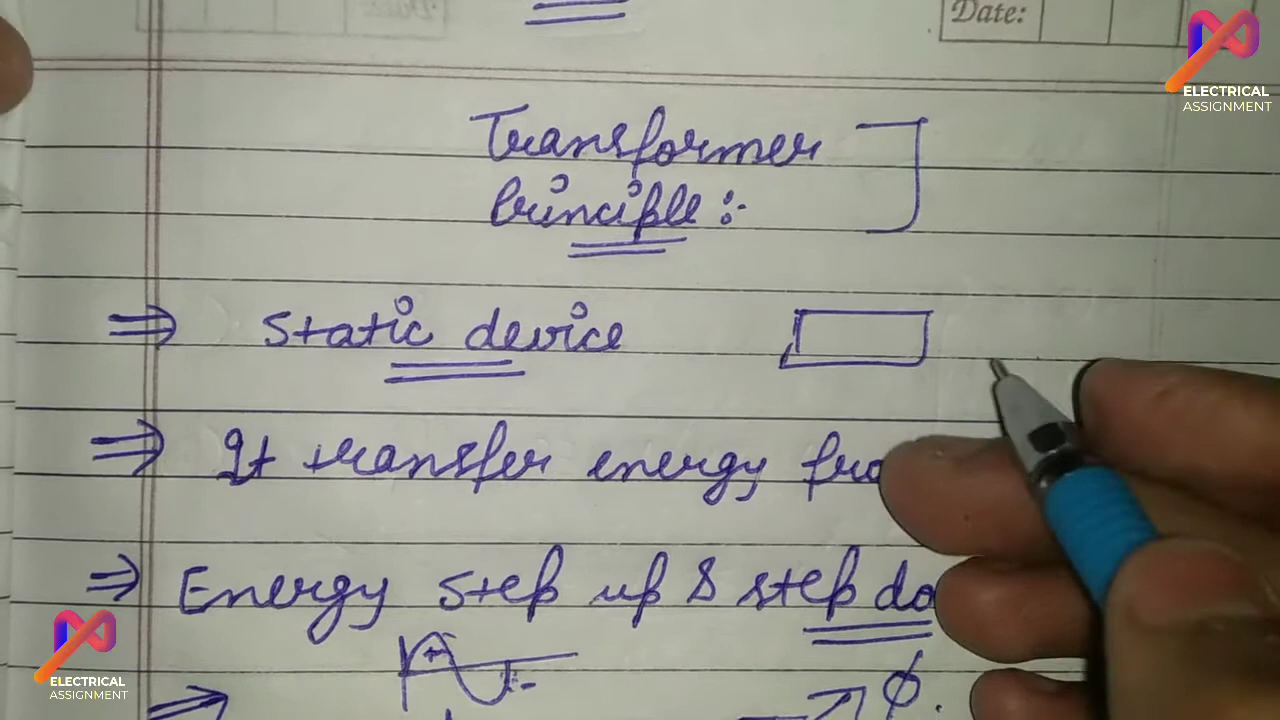 Date:
ELECTRICAL
ASSIGNMENT
Transformer
Principle :-
⇒ Static device
⇒ It transfer energy fro
⇒ Energy step up & step do
+
-
φ.
ELECTRICAL
ASSIGNMENT